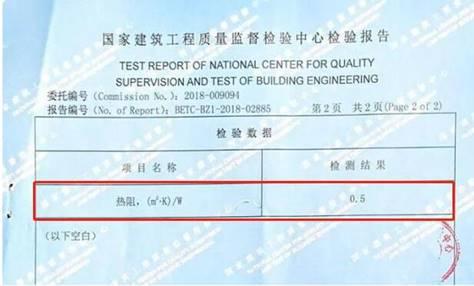 国家建筑工程质量监督检验中心检验报告
TEST REPORT OF NATIONAL CENTER FOR QUALITY
SUPERVISION AND TEST OF BUILDING ENGINEERING
委托编号(Commission No.): 2018-009094
报告编号(No. of Report): BETC-BZ1-2018-02885 第 2 页 共 2 页(Page 2 of 2)
检验数据
项目名称 检测结果
热阻, (m²·K)/W 0.5
(以下空白)